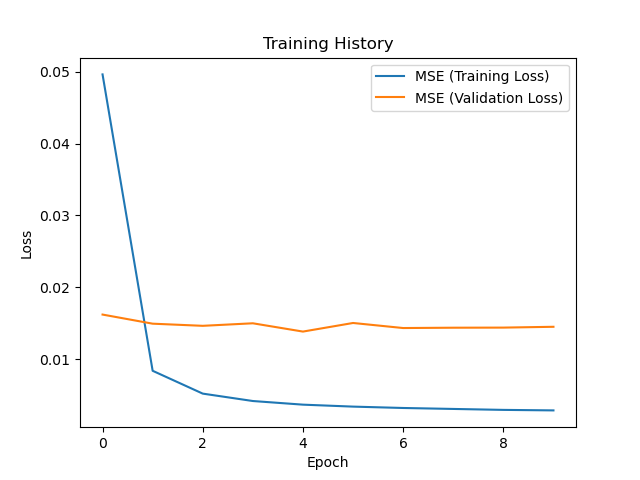 Training History
MSE (Training Loss)
MSE (Validation Loss)
0.05
0.04
0.03
0.02
0.01
Loss
0 2 4 6 8
Epoch